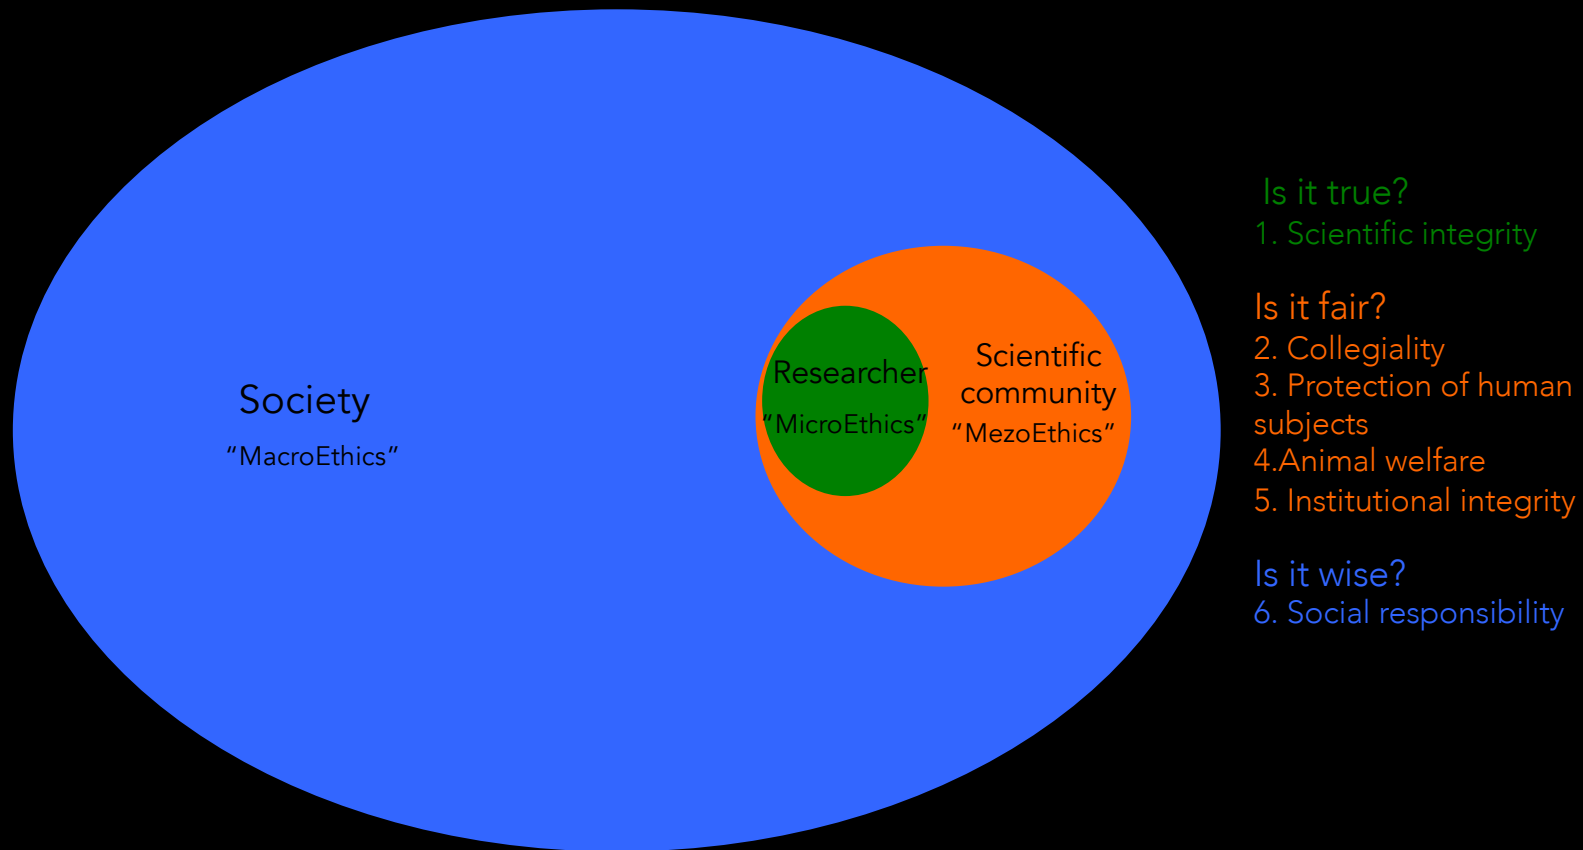 Society
“MacroEthics”
Researcher
“MicroEthics”
Scientific
community
“MezoEthics”
Is it true?
1. Scientific integrity
Is it fair?
2. Collegiality
3. Protection of human
subjects
4.Animal welfare
5. Institutional integrity
Is it wise?
6. Social responsibility